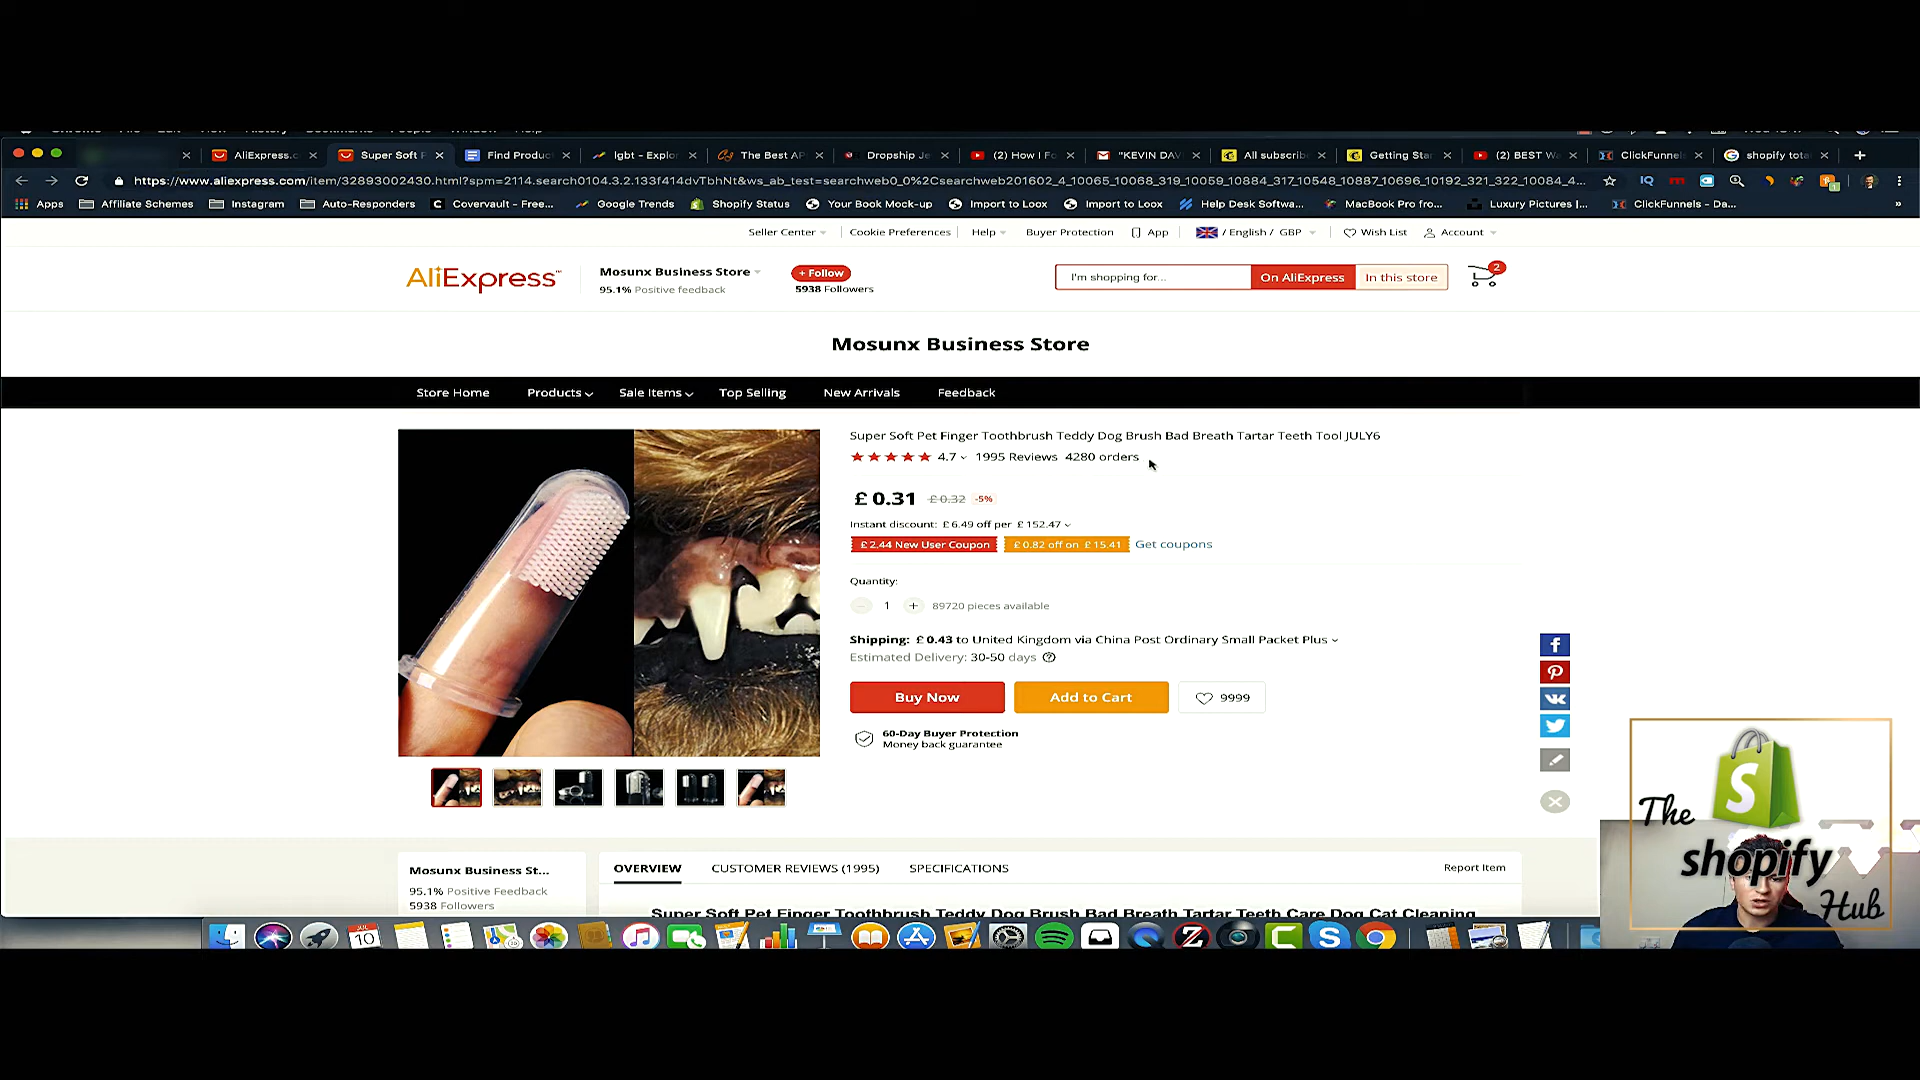 AliExpress.c
Super Soft F
Find Produc
lgbt - Explor
The Best AP
Dropship Je
(2) How I Fo
"KEVIN DAV
All subscrib
Getting Sta
(2) BEST Wa
ClickFunnel
shopify tota
https://www.aliexpress.com/item/32893002430.html?spm=2114.search0104.3.2.133f414dvTbhNt&ws_ab_test=searchweb0_0%2Csearchweb201602_4_10065_10068_319_10059_10884_317_10548_10887_10696_10192_321_322_10084_4...
Apps
Affiliate Schemes
Instagram
Auto-Responders
Covervault - Free...
Google Trends
Shopify Status
Your Book Mock-up
Import to Loox
Import to Loox
Help Desk Softwa...
MacBook Pro fro...
Luxury Pictures |...
ClickFunnels - Da...
Seller Center
Cookie Preferences
Help
Buyer Protection
App
/ English / GBP
Wish List
Account
AliExpress™
Mosunx Business Store
95.1% Positive feedback
+ Follow
5938 Followers
I'm shopping for...
On AliExpress
In this store
2
Mosunx Business Store
Store Home
Products
Sale Items
Top Selling
New Arrivals
Feedback
Super Soft Pet Finger Toothbrush Teddy Dog Brush Bad Breath Tartar Teeth Tool JULY6
4.7 1995 Reviews 4280 orders
£ 0.31 £ 0.32 -5%
Instant discount: £ 6.49 off per £ 152.47
£ 2.44 New User Coupon
£ 0.82 off on £ 15.41
Get coupons
Quantity:
1
89720 pieces available
Shipping: £ 0.43 to United Kingdom via China Post Ordinary Small Packet Plus
Estimated Delivery: 30-50 days
Buy Now
Add to Cart
9999
60-Day Buyer Protection
Money back guarantee
Mosunx Business St...
95.1% Positive Feedback
5938 Followers
OVERVIEW
CUSTOMER REVIEWS (1995)
SPECIFICATIONS
Report Item
Super Soft Pet Finger Toothbrush Teddy Dog Brush Bad Breath Tartar Teeth Care Dog Cat Cleaning
The
shopify
Hub
JUL
10